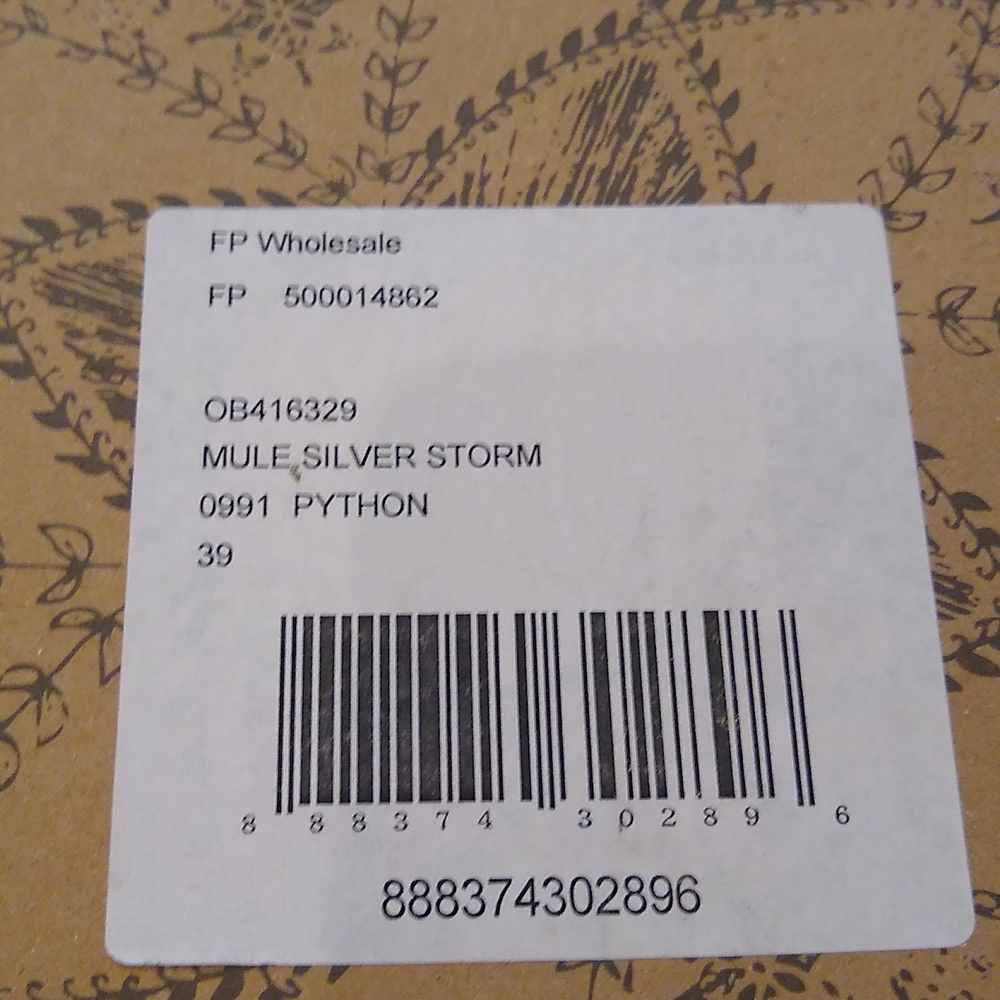 FP Wholesale
FP 500014862
OB416329
MULE SILVER STORM
0991 PYTHON
39
8 88374 30289 6
888374302896